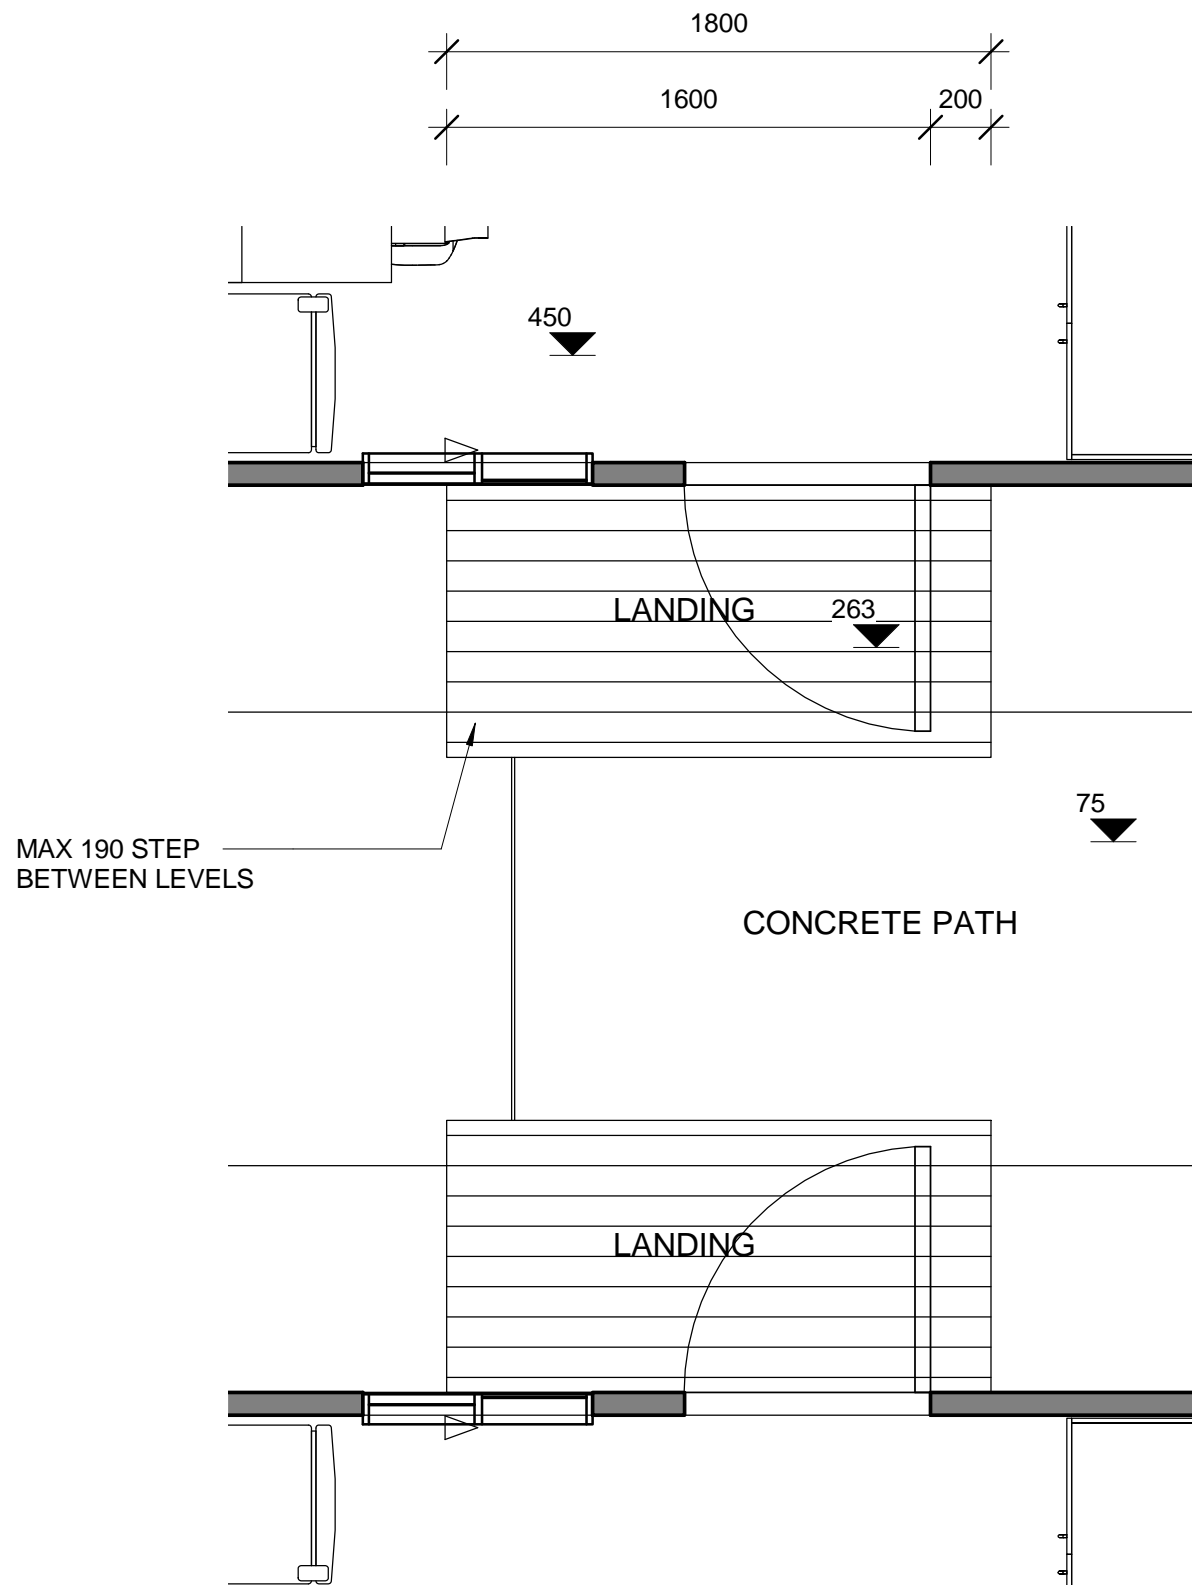 1800
1600
200
450
LANDING
263
75
MAX 190 STEP
BETWEEN LEVELS
CONCRETE PATH
LANDING